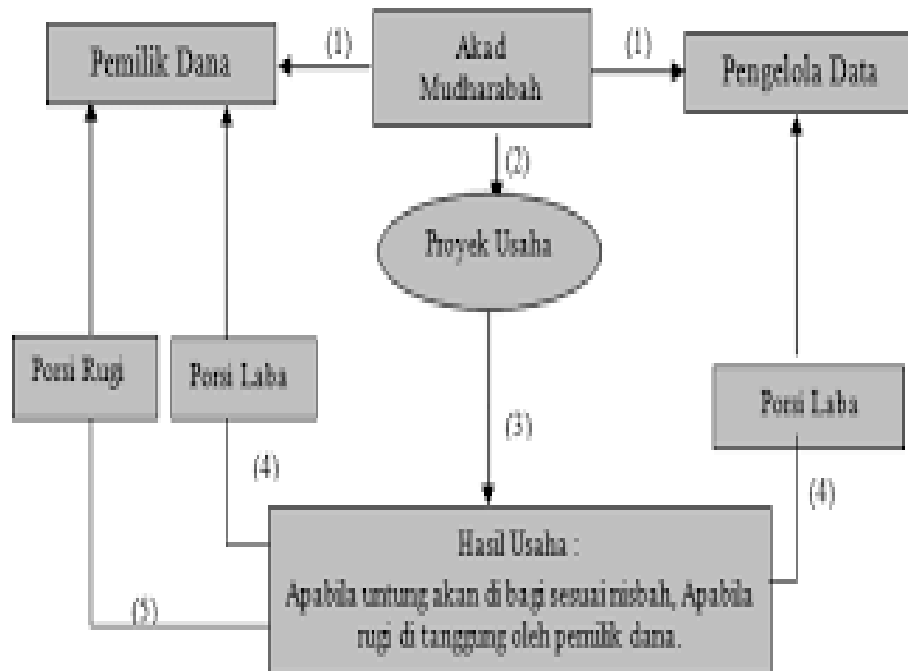 Pemilik Dana
(1)
Akad
Mudharabah
(1)
Pengelola Data
(2)
Proyek Usaha
Porsi Rugi
Porsi Laba
Porsi Laba
(3)
(4)
(4)
Hasil Usaha :
Apabila untung akan di bagi sesuai nisbah, Apabila
rugi di tanggung oleh pemilik dana.
(5)